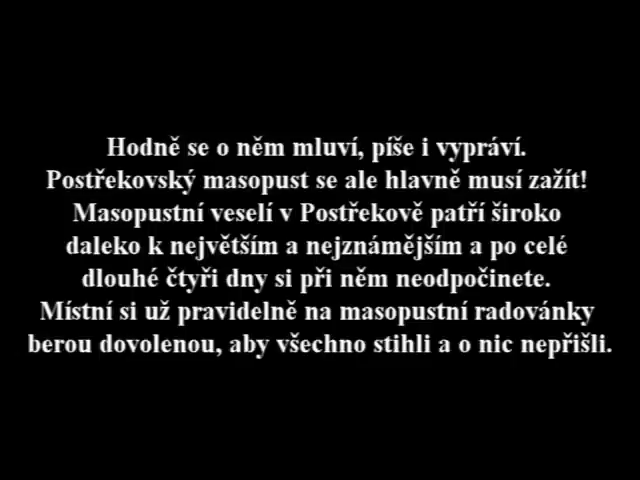 Hodně se o něm mluví, píše i vypráví.
Postřekovský masopust se ale hlavně musí zažít!
Masopustní veselí v Postřekově patří široko
daleko k největším a nejznámějším a po celé
dlouhé čtyři dny si při něm neodpočinete.
Místní si už pravidelně na masopustní radovánky
berou dovolenou, aby všechno stihli a o nic nepřišli.